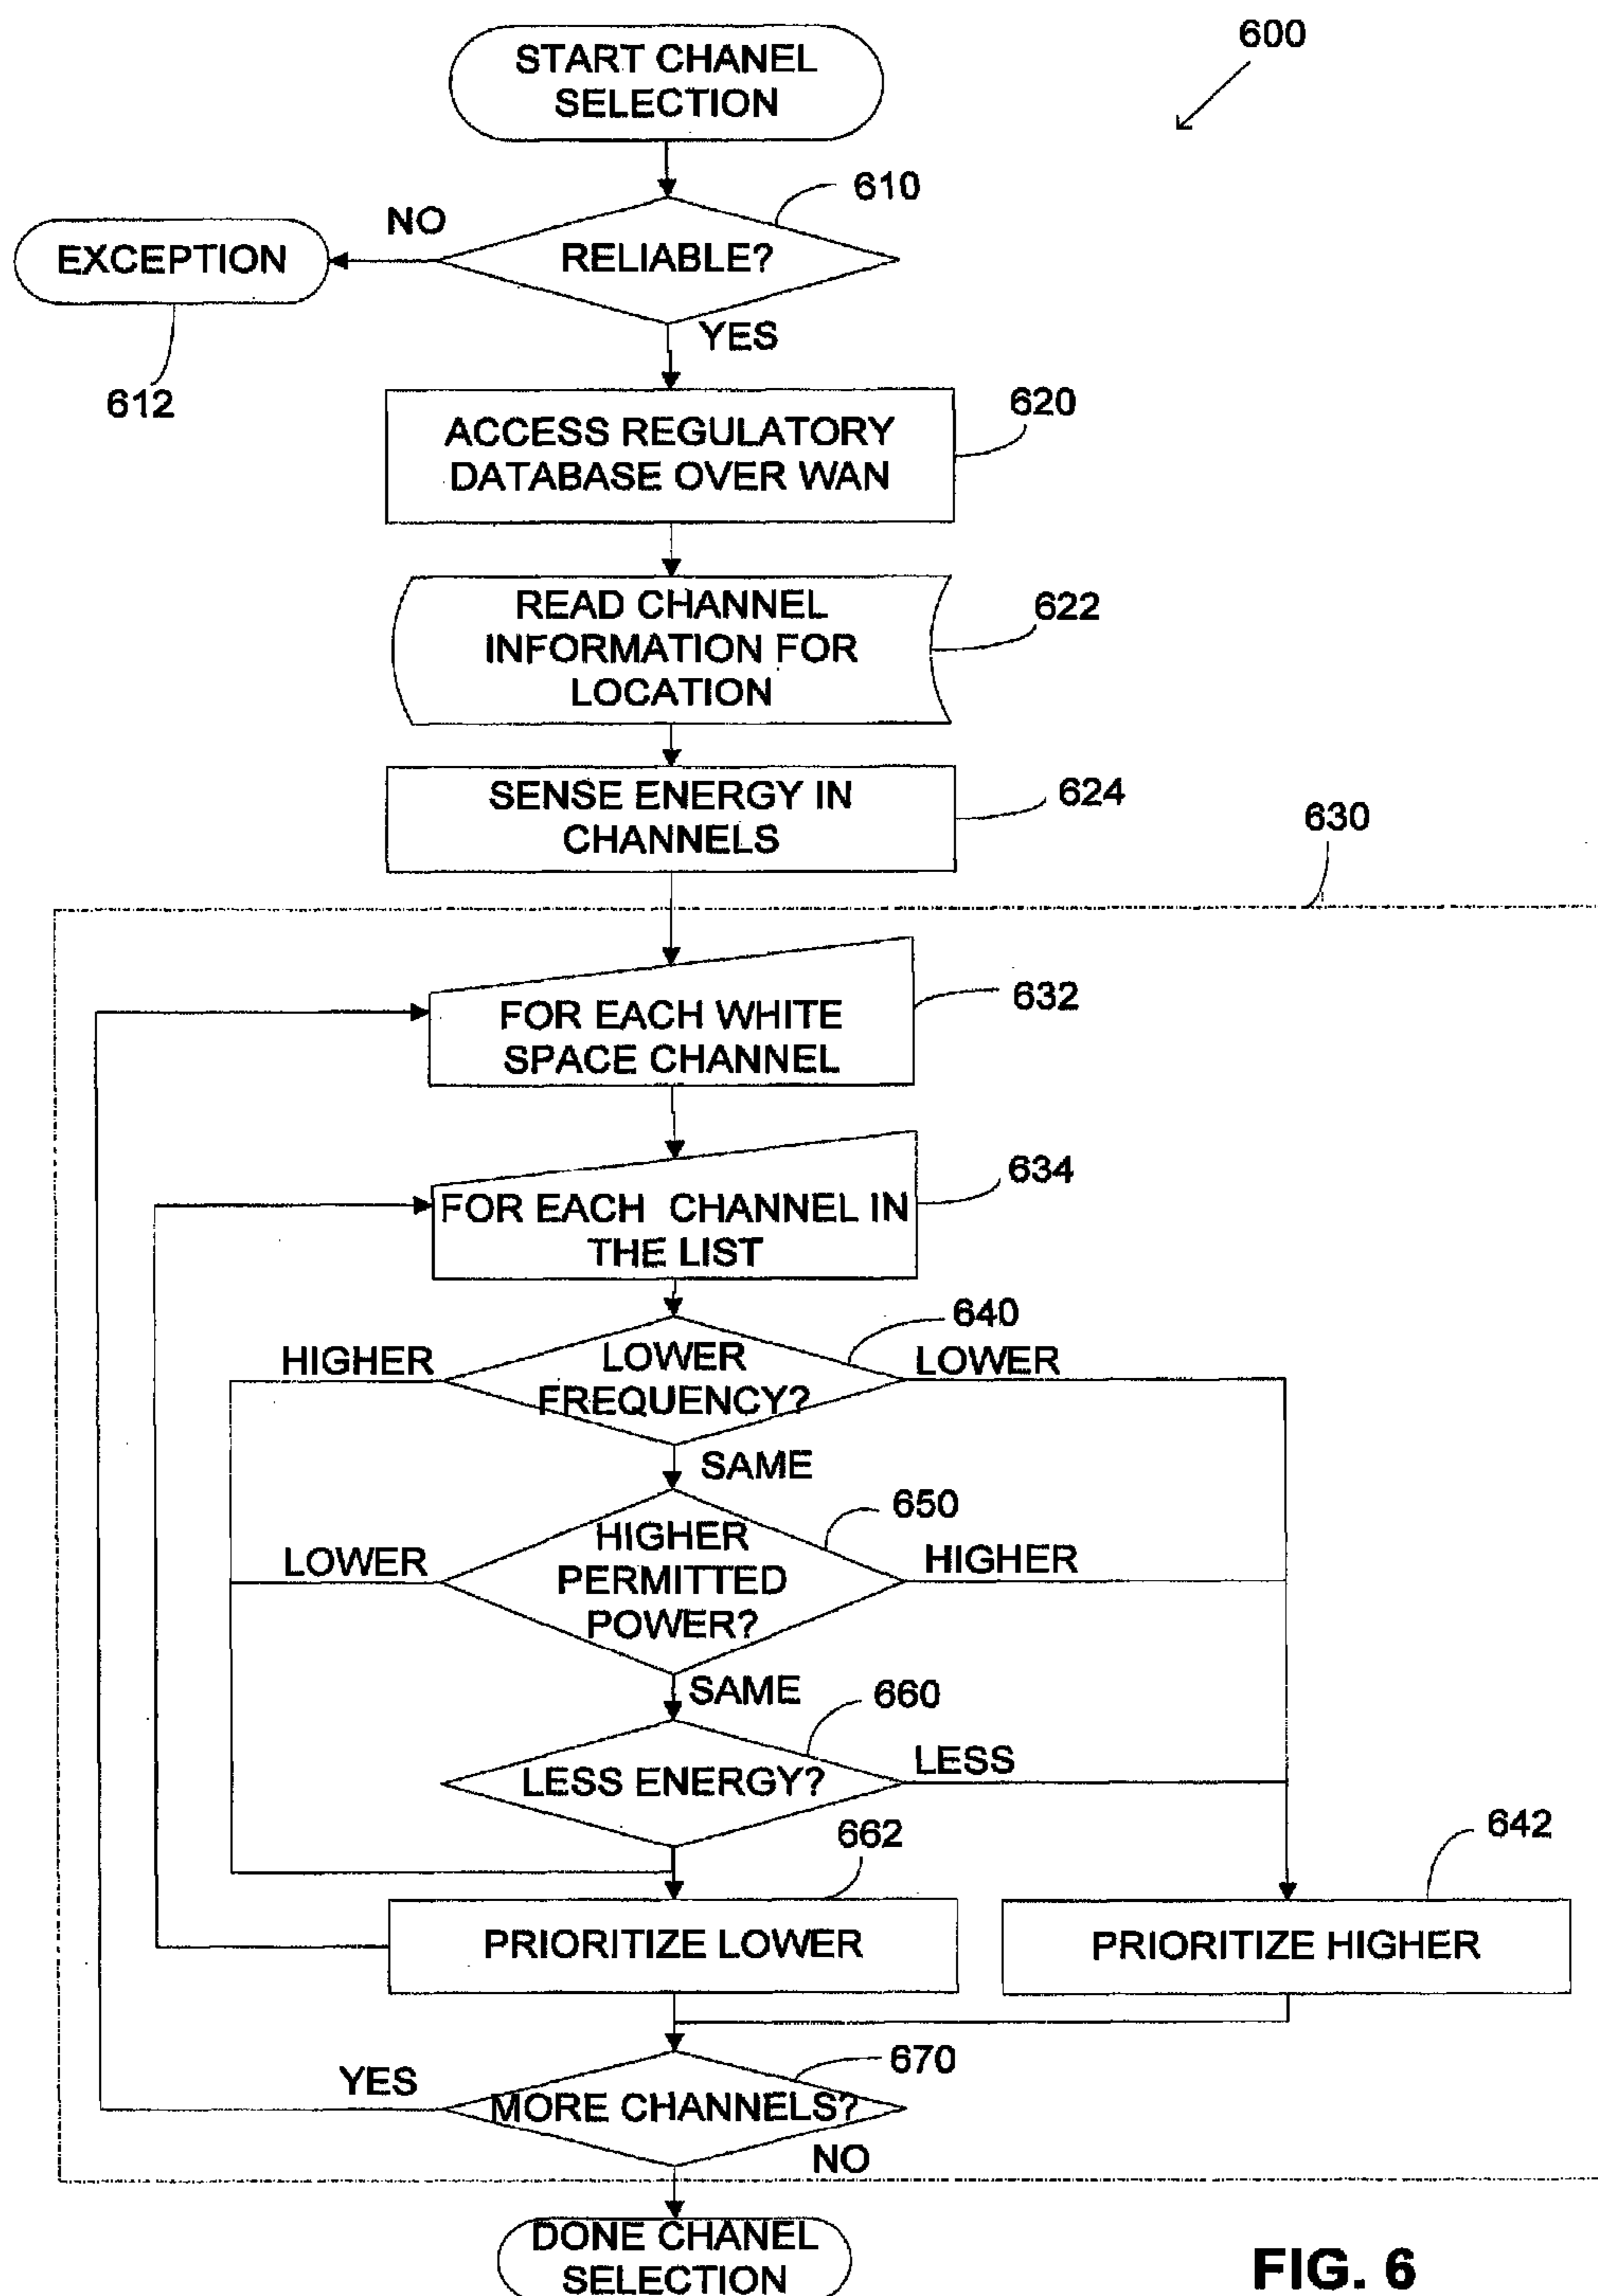 START CHANEL
SELECTION
600
610
NO
RELIABLE?
EXCEPTION
YES
612
ACCESS REGULATORY
DATABASE OVER WAN
620
READ CHANNEL
INFORMATION FOR
LOCATION
622
SENSE ENERGY IN
CHANNELS
624
630
FOR EACH WHITE
SPACE CHANNEL
632
FOR EACH CHANNEL IN
THE LIST
634
640
HIGHER
LOWER
FREQUENCY?
LOWER
SAME
650
LOWER
HIGHER
PERMITTED
POWER?
HIGHER
SAME
660
LESS ENERGY?
LESS
662
642
PRIORITIZE LOWER
PRIORITIZE HIGHER
670
YES
MORE CHANNELS?
NO
DONE CHANEL
SELECTION
FIG. 6